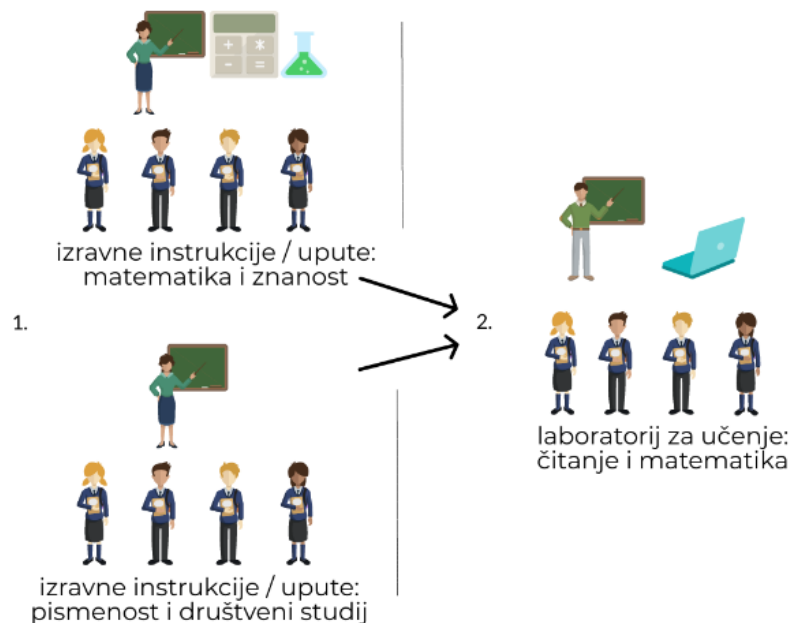 + *
- =
izravne instrukcije / upute:
matematika i znanost
1.
izravne instrukcije / upute:
pismenost i društveni studij
2.
laboratorij za učenje:
čitanje i matematika